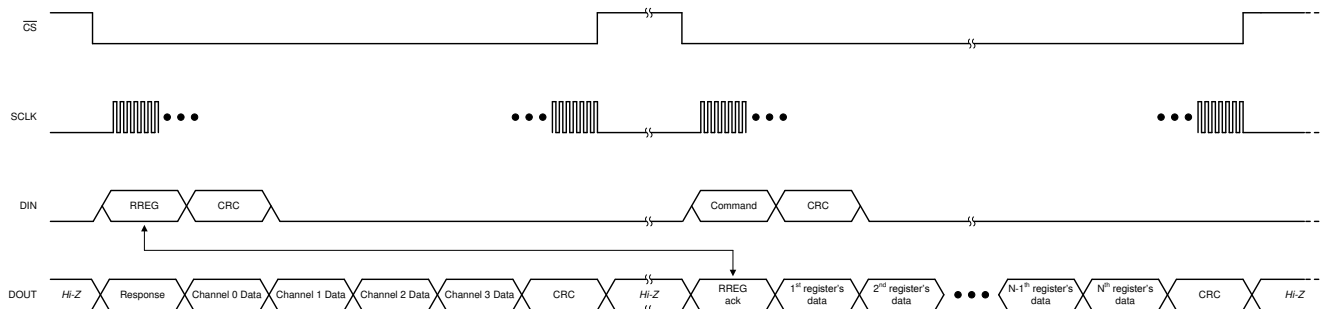 CS
SCLK
DIN
RREG
CRC
Command
CRC
DOUT
Hi-Z
Response
Channel 0 Data
Channel 1 Data
Channel 2 Data
Channel 3 Data
CRC
Hi-Z
RREG
ack
1st register's
data
2nd register's
data
N-1th register's
data
Nth register's
data
CRC
Hi-Z